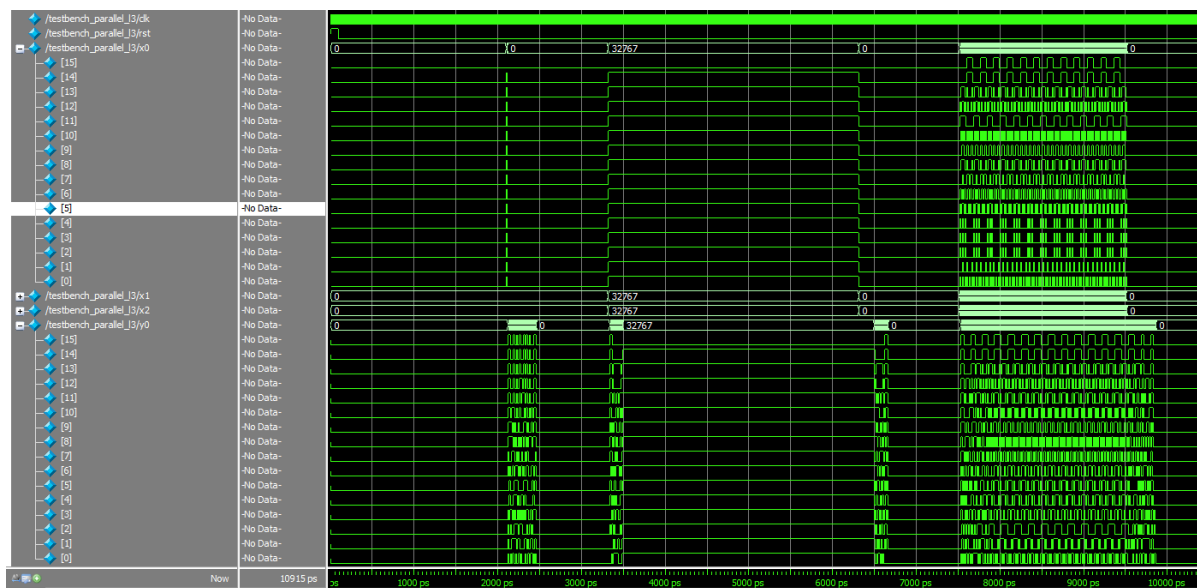 /testbench_parallel_l3/clk -No Data-
/testbench_parallel_l3/rst -No Data-
/testbench_parallel_l3/x0 -No Data- 0 0 32767 0 0
[15] -No Data-
[14] -No Data-
[13] -No Data-
[12] -No Data-
[11] -No Data-
[10] -No Data-
[9] -No Data-
[8] -No Data-
[7] -No Data-
[6] -No Data-
[5] -No Data-
[4] -No Data-
[3] -No Data-
[2] -No Data-
[1] -No Data-
[0] -No Data-
/testbench_parallel_l3/x1 -No Data- 0 32767 0 0
/testbench_parallel_l3/x2 -No Data- 0 32767 0 0
/testbench_parallel_l3/y0 -No Data- 0 0 32767 0 0
[15] -No Data-
[14] -No Data-
[13] -No Data-
[12] -No Data-
[11] -No Data-
[10] -No Data-
[9] -No Data-
[8] -No Data-
[7] -No Data-
[6] -No Data-
[5] -No Data-
[4] -No Data-
[3] -No Data-
[2] -No Data-
[1] -No Data-
[0] -No Data-
Now 10915 ps ps 1000 ps 2000 ps 3000 ps 4000 ps 5000 ps 6000 ps 7000 ps 8000 ps 9000 ps 10000 ps